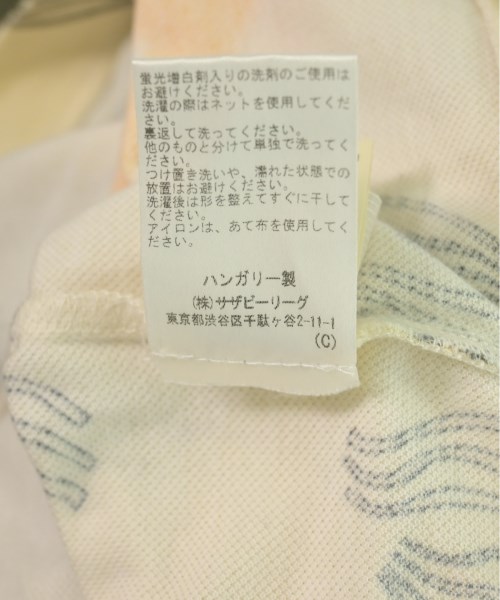 蛍光増白剤入りの洗剤のご使用は
お避けください。
洗濯の際はネットを使用してくだ
さい。
裏返して洗ってください。
他のものと分けて単独で洗ってく
ださい。
つけ置き洗いや、濡れた状態での
放置はお避けください。
洗濯後は形を整えてすぐに干して
ください。
アイロンは、あて布を使用してく
ださい。
ハンガリー製
(株)サザビーリーグ
東京都渋谷区千駄ヶ谷2-11-1
(C)